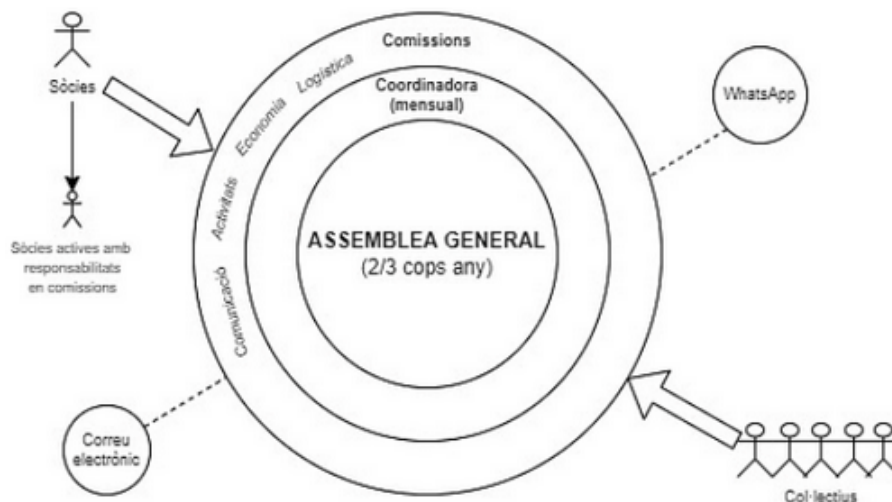 Comissions
Sòcies
Logística
Coordinadora
(mensual)
WhatsApp
Economía
Activitats
ASSEMBLEA GENERAL
(2/3 cops any)
Sòcies actives amb
responsabilitats
en comissions
Comunicació
Correu
electrònic
Col·lectius